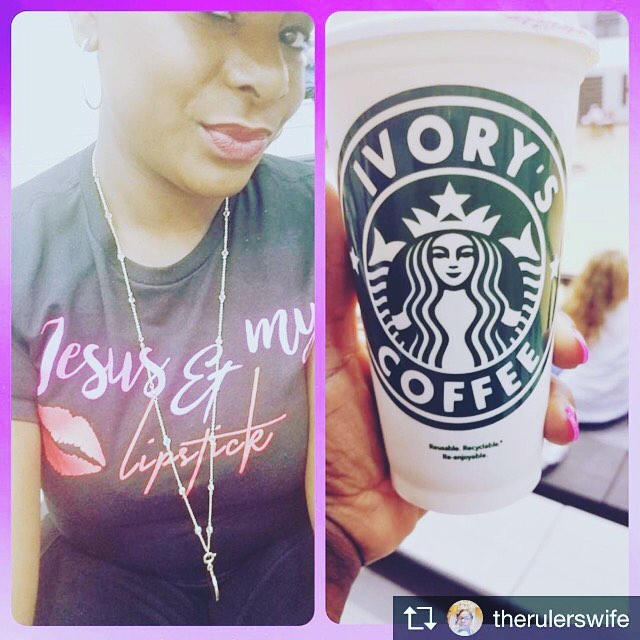 Jesus & my
lipstick
IVORY'S
COFFEE
Reusable. Recyclable.*
Re-enjoyable.
therulerswife